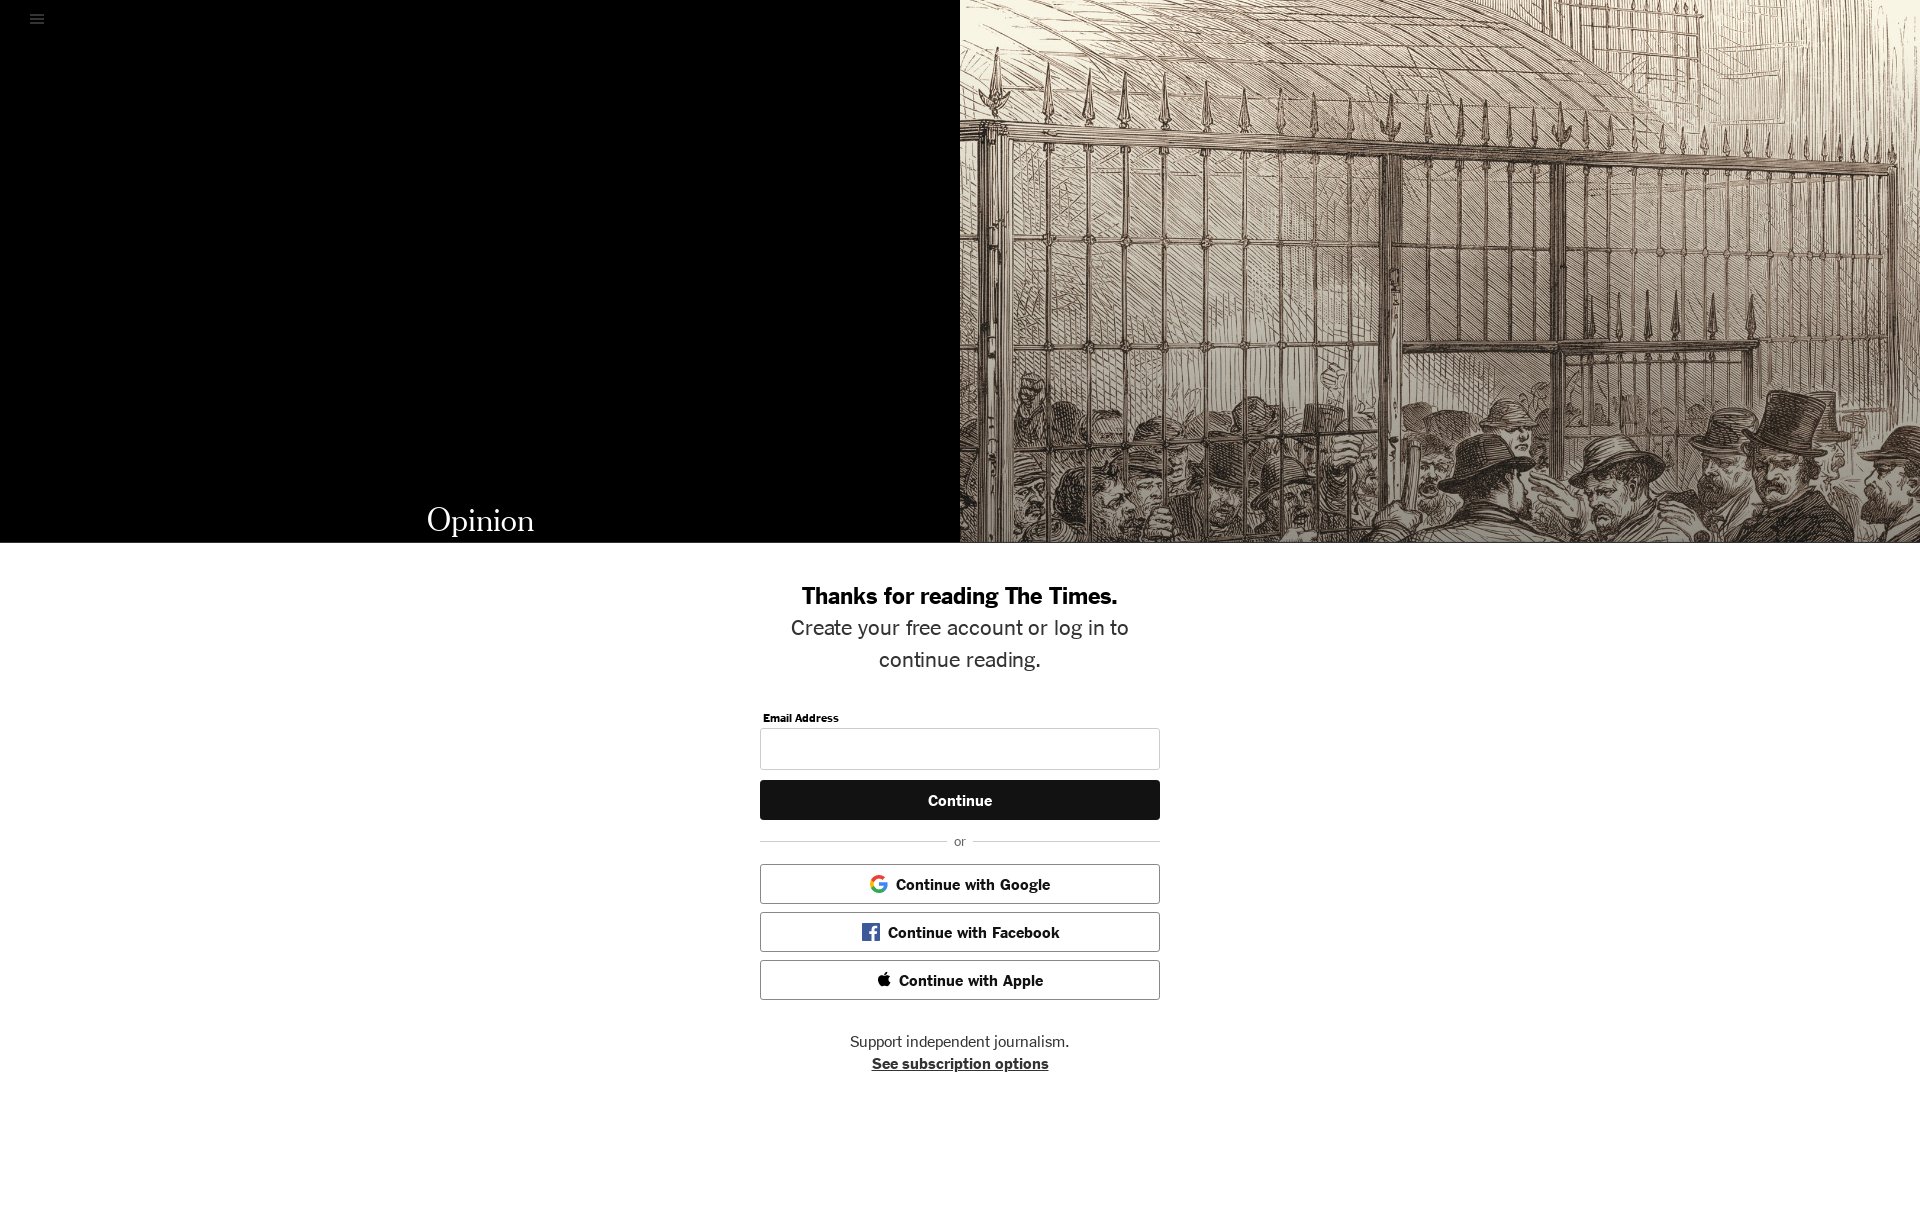 Opinion
Thanks for reading The Times.
Create your free account or log in to
continue reading.
Email Address
Continue
or
Continue with Google
Continue with Facebook
Continue with Apple
Support independent journalism.
See subscription options